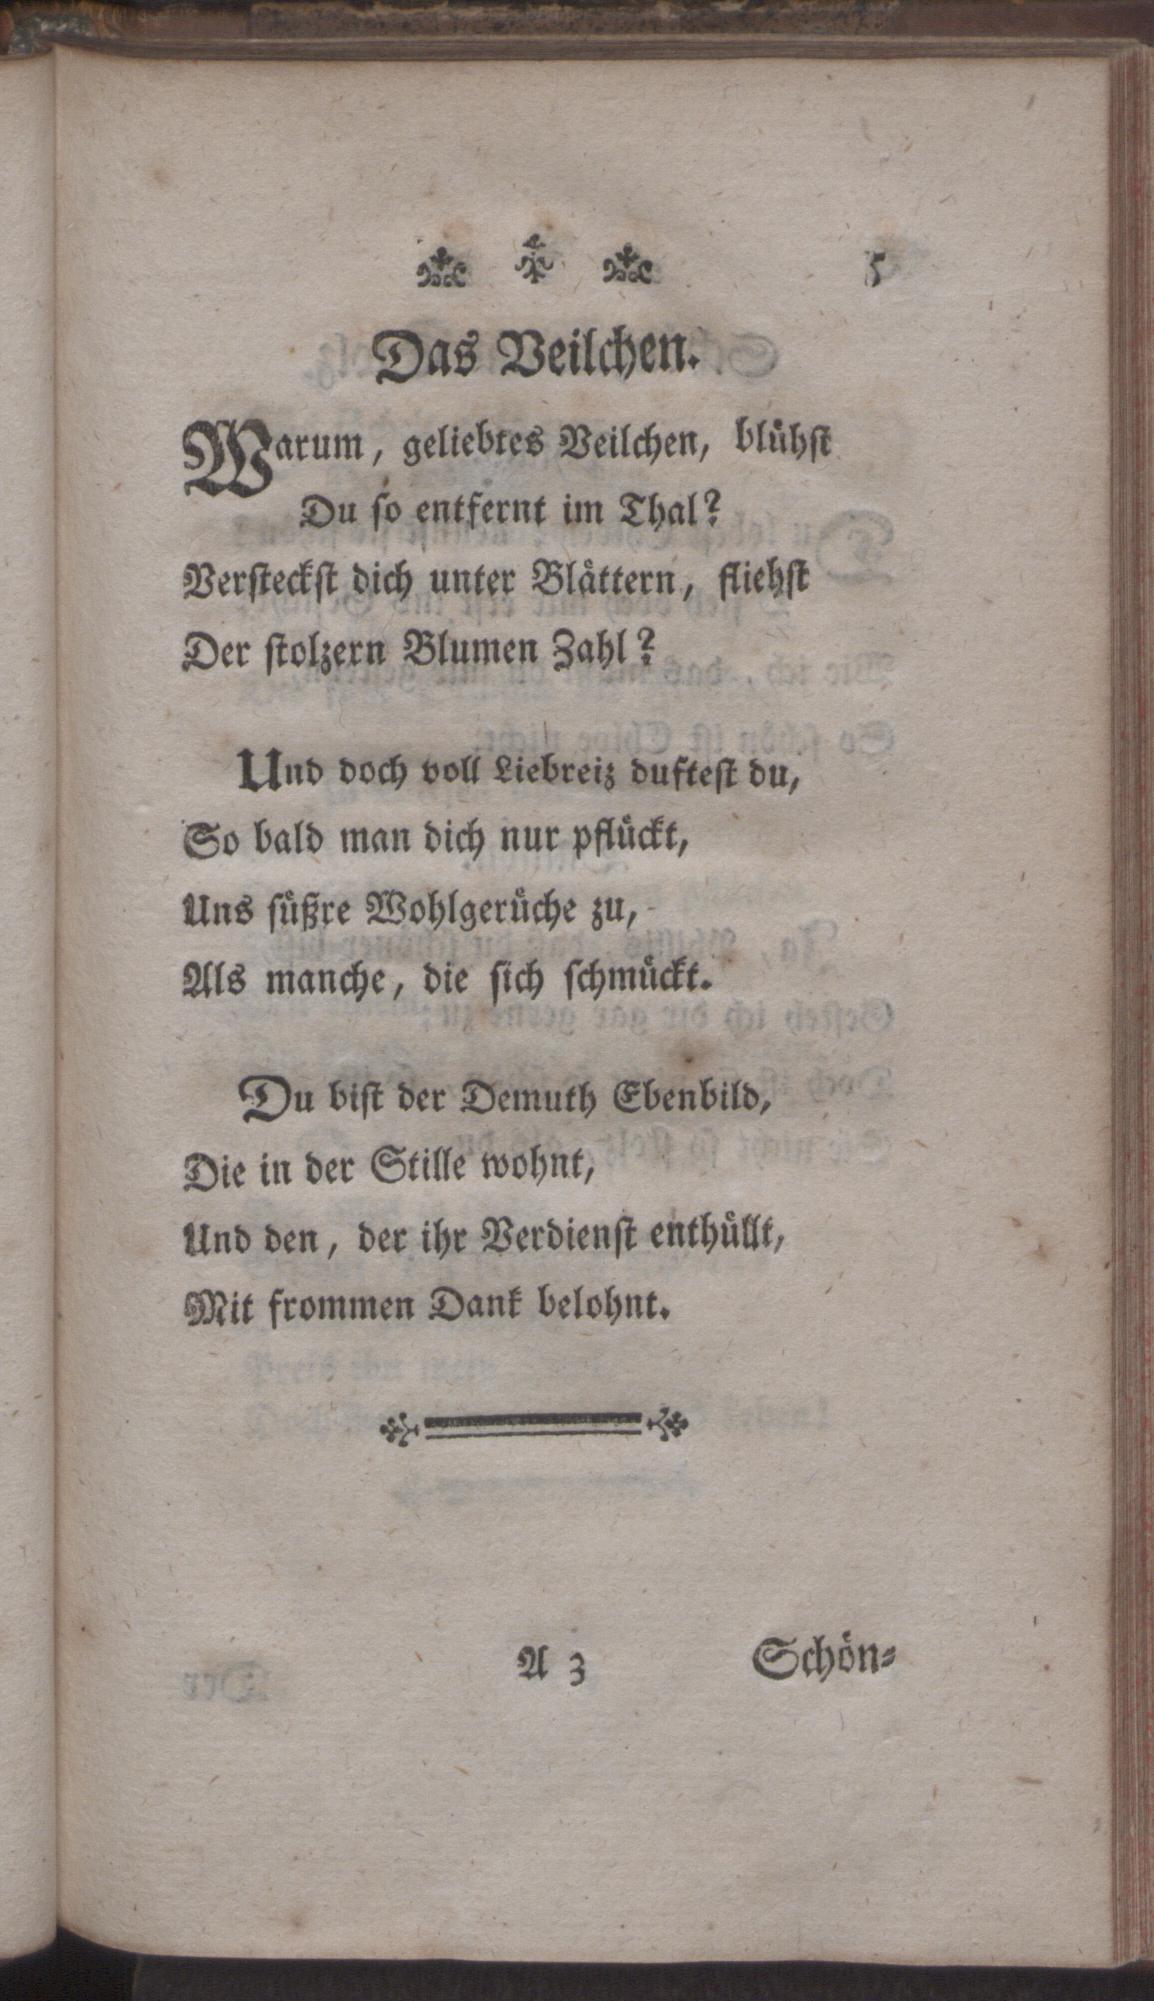 5
Das Veilchen.
Warum, geliebtes Veilchen, blühſt
Du ſo entfernt im Thal?
Verſteckſt dich unter Blättern, fliehſt
Der ſtolzern Blumen Zahl?
Und doch voll Liebreiz dufteſt du,
So bald man dich nur pflückt,
Uns ſüßre Wohlgerüche zu,
Als manche, die ſich ſchmückt.
Du biſt der Demuth Ebenbild,
Die in der Stille wohnt,
Und den, der ihr Verdienſt enthüllt,
Mit frommen Dank belohnt.
A 3 Schön-